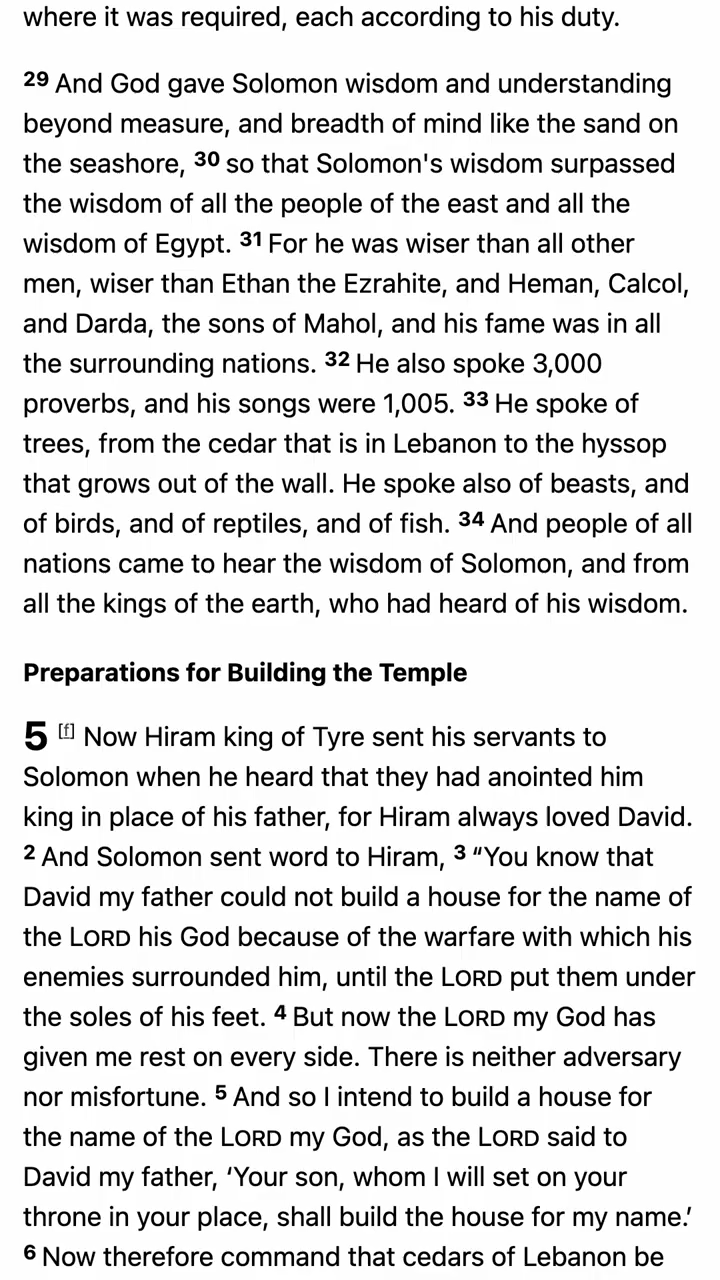 where it was required, each according to his duty.
29 And God gave Solomon wisdom and understanding
beyond measure, and breadth of mind like the sand on
the seashore, 30 so that Solomon's wisdom surpassed
the wisdom of all the people of the east and all the
wisdom of Egypt. 31 For he was wiser than all other
men, wiser than Ethan the Ezrahite, and Heman, Calcol,
and Darda, the sons of Mahol, and his fame was in all
the surrounding nations. 32 He also spoke 3,000
proverbs, and his songs were 1,005. 33 He spoke of
trees, from the cedar that is in Lebanon to the hyssop
that grows out of the wall. He spoke also of beasts, and
of birds, and of reptiles, and of fish. 34 And people of all
nations came to hear the wisdom of Solomon, and from
all the kings of the earth, who had heard of his wisdom.
Preparations for Building the Temple
5 [f] Now Hiram king of Tyre sent his servants to
Solomon when he heard that they had anointed him
king in place of his father, for Hiram always loved David.
2 And Solomon sent word to Hiram, 3 “You know that
David my father could not build a house for the name of
the LORD his God because of the warfare with which his
enemies surrounded him, until the LORD put them under
the soles of his feet. 4 But now the LORD my God has
given me rest on every side. There is neither adversary
nor misfortune. 5 And so I intend to build a house for
the name of the LORD my God, as the LORD said to
David my father, ‘Your son, whom I will set on your
throne in your place, shall build the house for my name.’
6 Now therefore command that cedars of Lebanon be